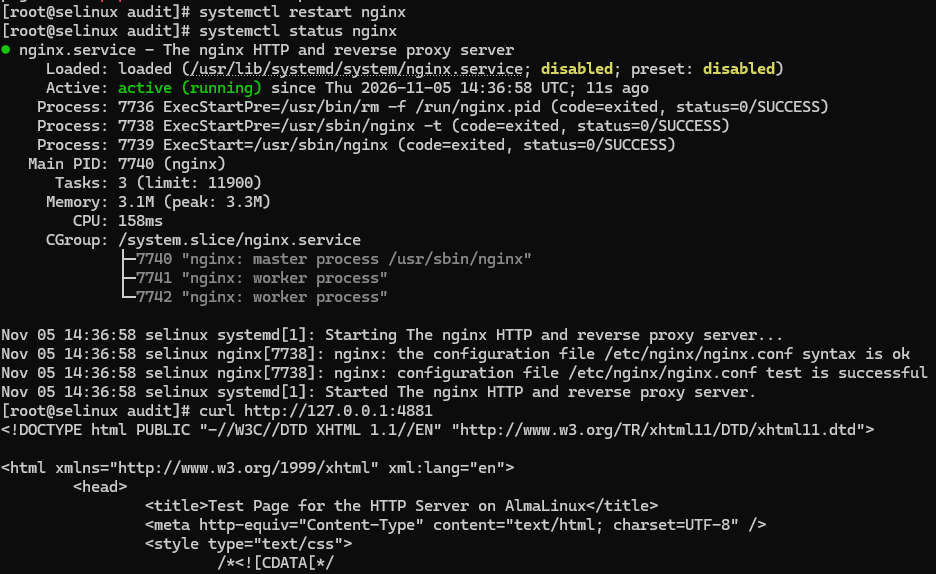 [root@selinux audit]# systemctl restart nginx
[root@selinux audit]# systemctl status nginx
● nginx.service - The nginx HTTP and reverse proxy server
     Loaded: loaded (/usr/lib/systemd/system/nginx.service; disabled; preset: disabled)
     Active: active (running) since Thu 2026-11-05 14:36:58 UTC; 11s ago
    Process: 7736 ExecStartPre=/usr/bin/rm -f /run/nginx.pid (code=exited, status=0/SUCCESS)
    Process: 7738 ExecStartPre=/usr/sbin/nginx -t (code=exited, status=0/SUCCESS)
    Process: 7739 ExecStart=/usr/sbin/nginx (code=exited, status=0/SUCCESS)
   Main PID: 7740 (nginx)
      Tasks: 3 (limit: 11900)
     Memory: 3.1M (peak: 3.3M)
        CPU: 158ms
     CGroup: /system.slice/nginx.service
             ├─7740 "nginx: master process /usr/sbin/nginx"
             ├─7741 "nginx: worker process"
             └─7742 "nginx: worker process"

Nov 05 14:36:58 selinux systemd[1]: Starting The nginx HTTP and reverse proxy server...
Nov 05 14:36:58 selinux nginx[7738]: nginx: the configuration file /etc/nginx/nginx.conf syntax is ok
Nov 05 14:36:58 selinux nginx[7738]: nginx: configuration file /etc/nginx/nginx.conf test is successful
Nov 05 14:36:58 selinux systemd[1]: Started The nginx HTTP and reverse proxy server.
[root@selinux audit]# curl http://127.0.0.1:4881
<!DOCTYPE html PUBLIC "-//W3C//DTD XHTML 1.1//EN" "http://www.w3.org/TR/xhtml11/DTD/xhtml11.dtd">

<html xmlns="http://www.w3.org/1999/xhtml" xml:lang="en">
        <head>
                <title>Test Page for the HTTP Server on AlmaLinux</title>
                <meta http-equiv="Content-Type" content="text/html; charset=UTF-8" />
                <style type="text/css">
                        /*<![CDATA[*/